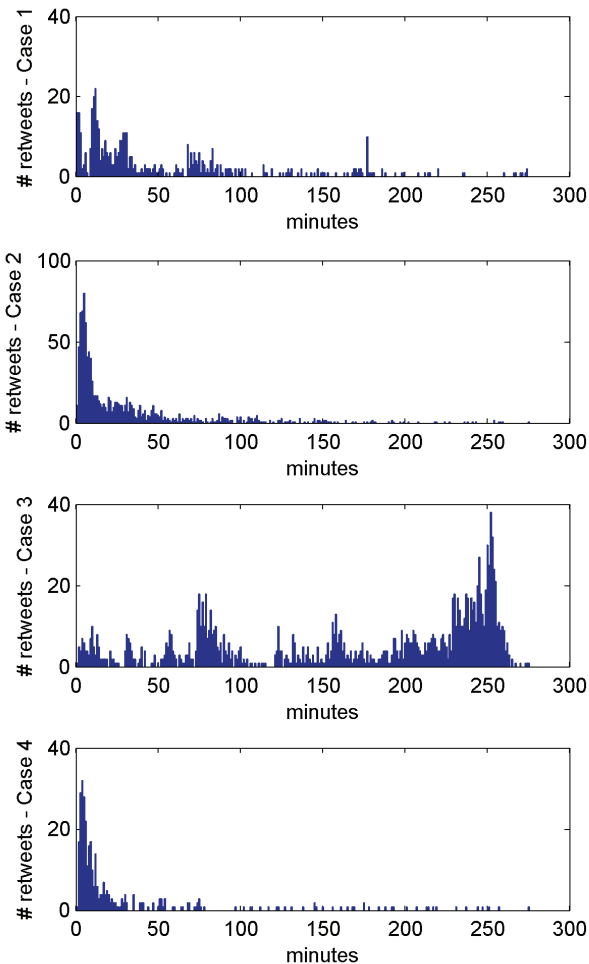 # retweets - Case 1
40
20
0
0 50 100 150 200 250 300
minutes
# retweets - Case 2
100
50
0
0 50 100 150 200 250 300
minutes
# retweets - Case 3
40
20
0
0 50 100 150 200 250 300
minutes
# retweets - Case 4
40
20
0
0 50 100 150 200 250 300
minutes